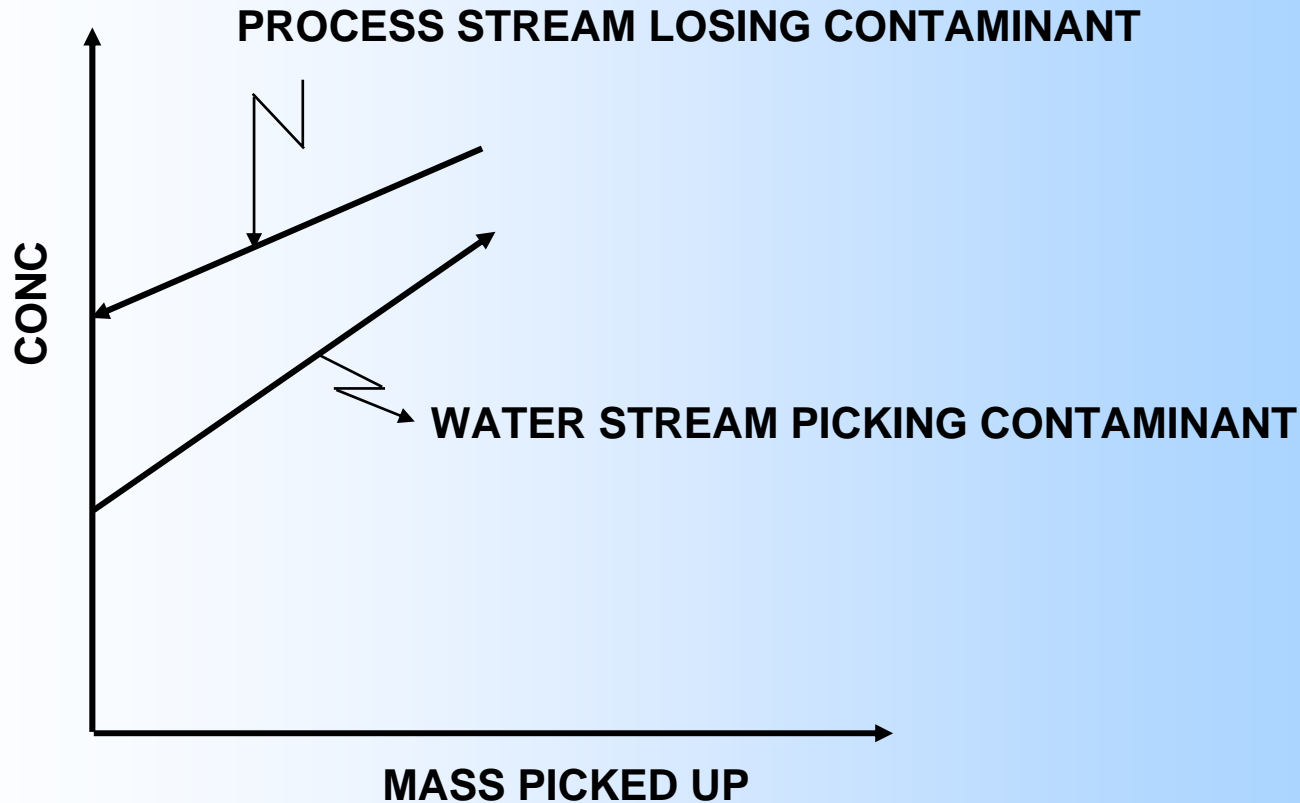 PROCESS STREAM LOSING CONTAMINANT
CONC
WATER STREAM PICKING CONTAMINANT
MASS PICKED UP